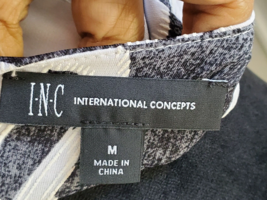 I·N·C INTERNATIONAL CONCEPTS
M
MADE IN
CHINA